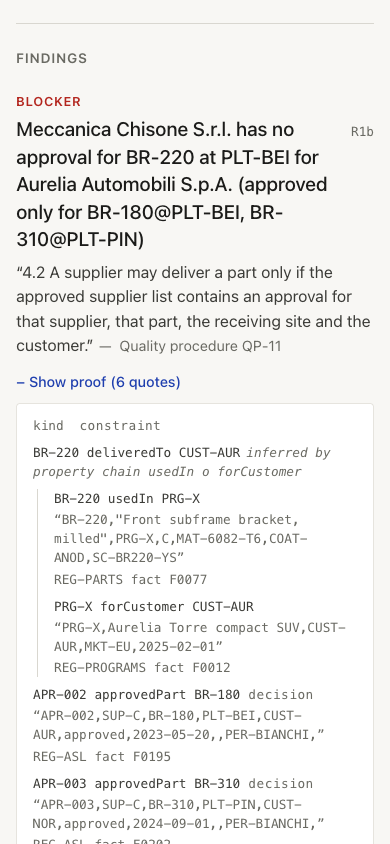 FINDINGS
BLOCKER
Meccanica Chisone S.r.l. has no
R1b
approval for BR-220 at PLT-BEI for
Aurelia Automobili S.p.A. (approved
only for BR-180@PLT-BEI, BR-
310@PLT-PIN)
“4.2 A supplier may deliver a part only if the
approved supplier list contains an approval for
that supplier, that part, the receiving site and the
customer.” — Quality procedure QP-11
– Show proof (6 quotes)
kind constraint
BR-220 deliveredTo CUST-AUR inferred by
property chain usedIn o forCustomer
BR-220 usedIn PRG-X
“BR-220,"Front subframe bracket,
milled",PRG-X,C,MAT-6082-T6,COAT-
ANOD,SC-BR220-YS”
REG-PARTS fact F0077
PRG-X forCustomer CUST-AUR
“PRG-X,Aurelia Torre compact SUV,CUST-
AUR,MKT-EU,2025-02-01”
REG-PROGRAMS fact F0012
APR-002 approvedPart BR-180 decision
“APR-002,SUP-C,BR-180,PLT-BEI,CUST-
AUR,approved,2023-05-20,,PER-BIANCHI,”
REG-ASL fact F0195
APR-003 approvedPart BR-310 decision
“APR-003,SUP-C,BR-310,PLT-PIN,CUST-
NOR,approved,2024-09-01,,PER-BIANCHI,”
REG-ASL fact F0202